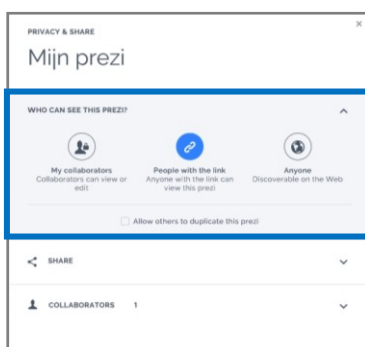 PRIVACY & SHARE
Mijn prezi
WHO CAN SEE THIS PREZI?
My collaborators
Collaborators can view or
edit
People with the link
Anyone with the link can
view this prezi
Anyone
Discoverable on the Web
Allow others to duplicate this prezi
SHARE
COLLABORATORS 1